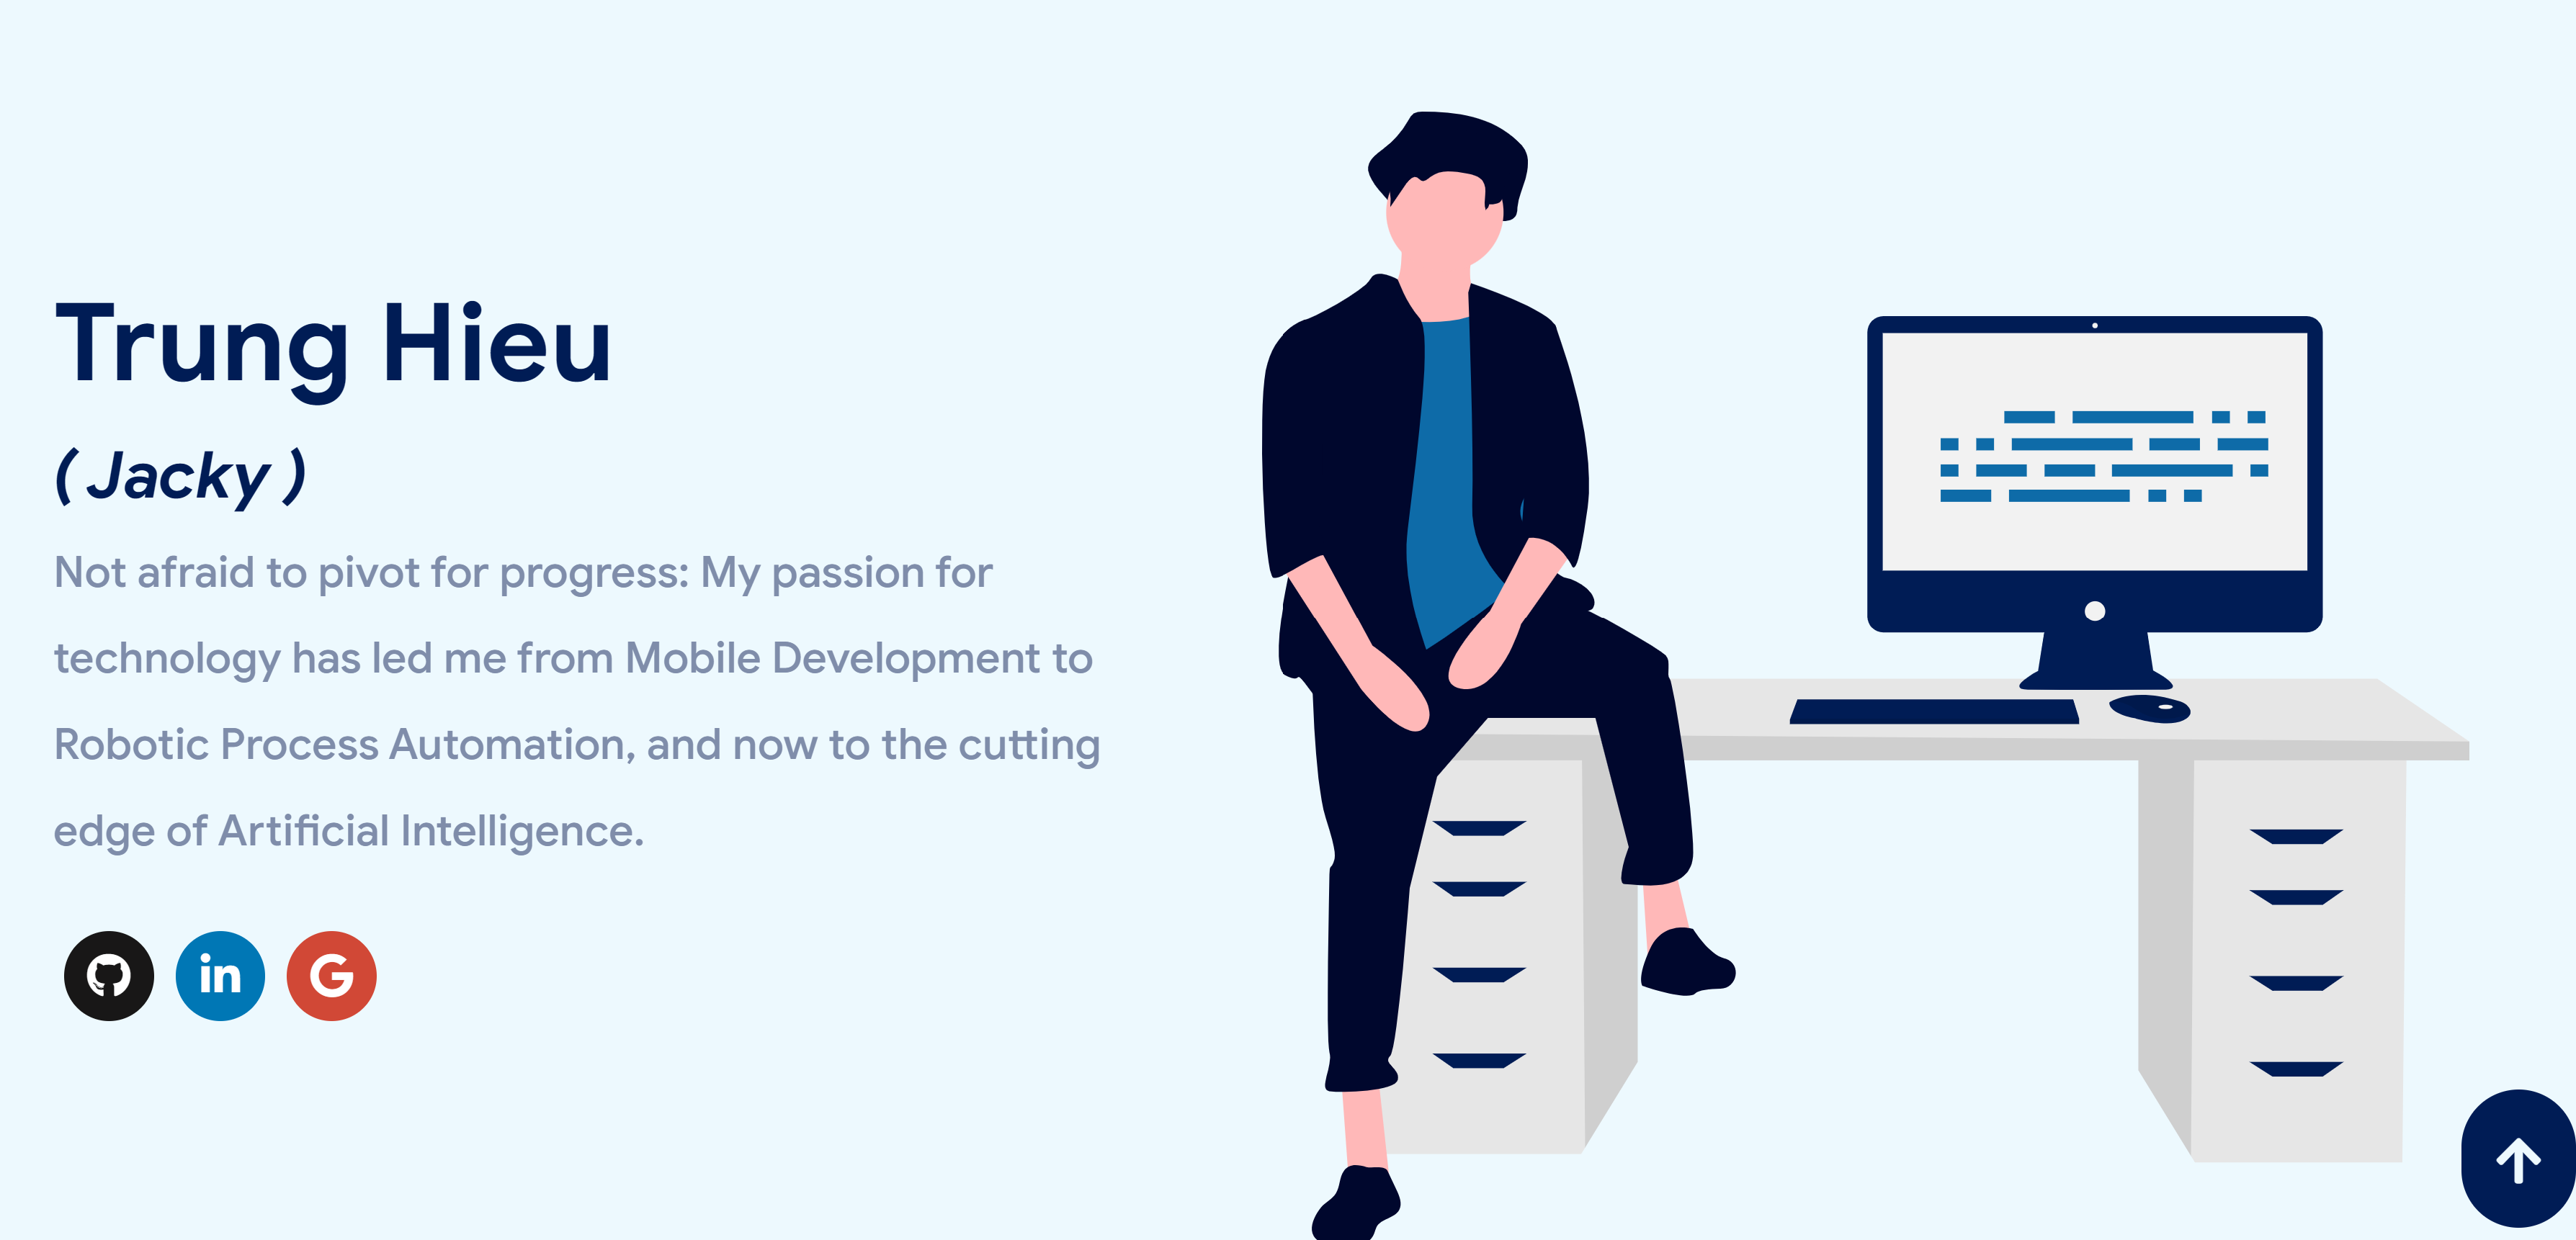 Trung Hieu
( Jacky )
Not afraid to pivot for progress: My passion for
technology has led me from Mobile Development to
Robotic Process Automation, and now to the cutting
edge of Artificial Intelligence.
in
G